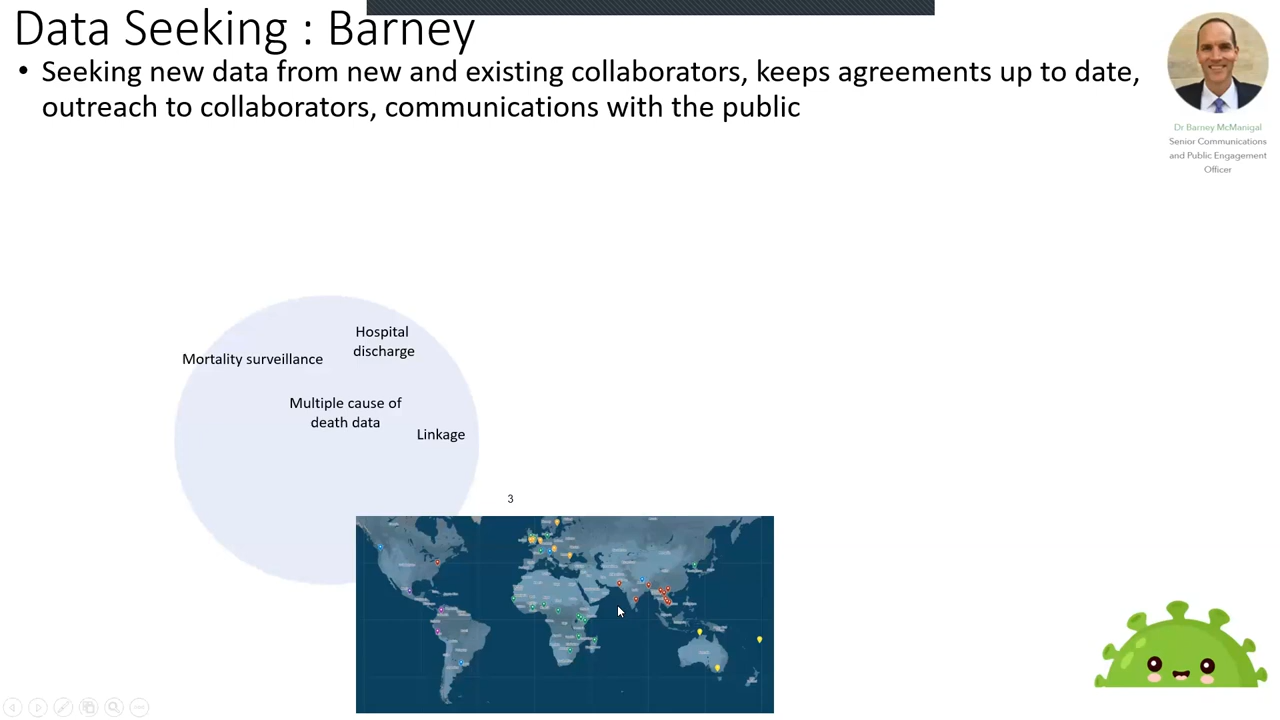 Data Seeking : Barney
• Seeking new data from new and existing collaborators, keeps agreements up to date,
outreach to collaborators, communications with the public
Dr Barney McManigal
Senior Communications
and Public Engagement
Officer
Hospital
discharge
Mortality surveillance
Multiple cause of
death data
Linkage
3